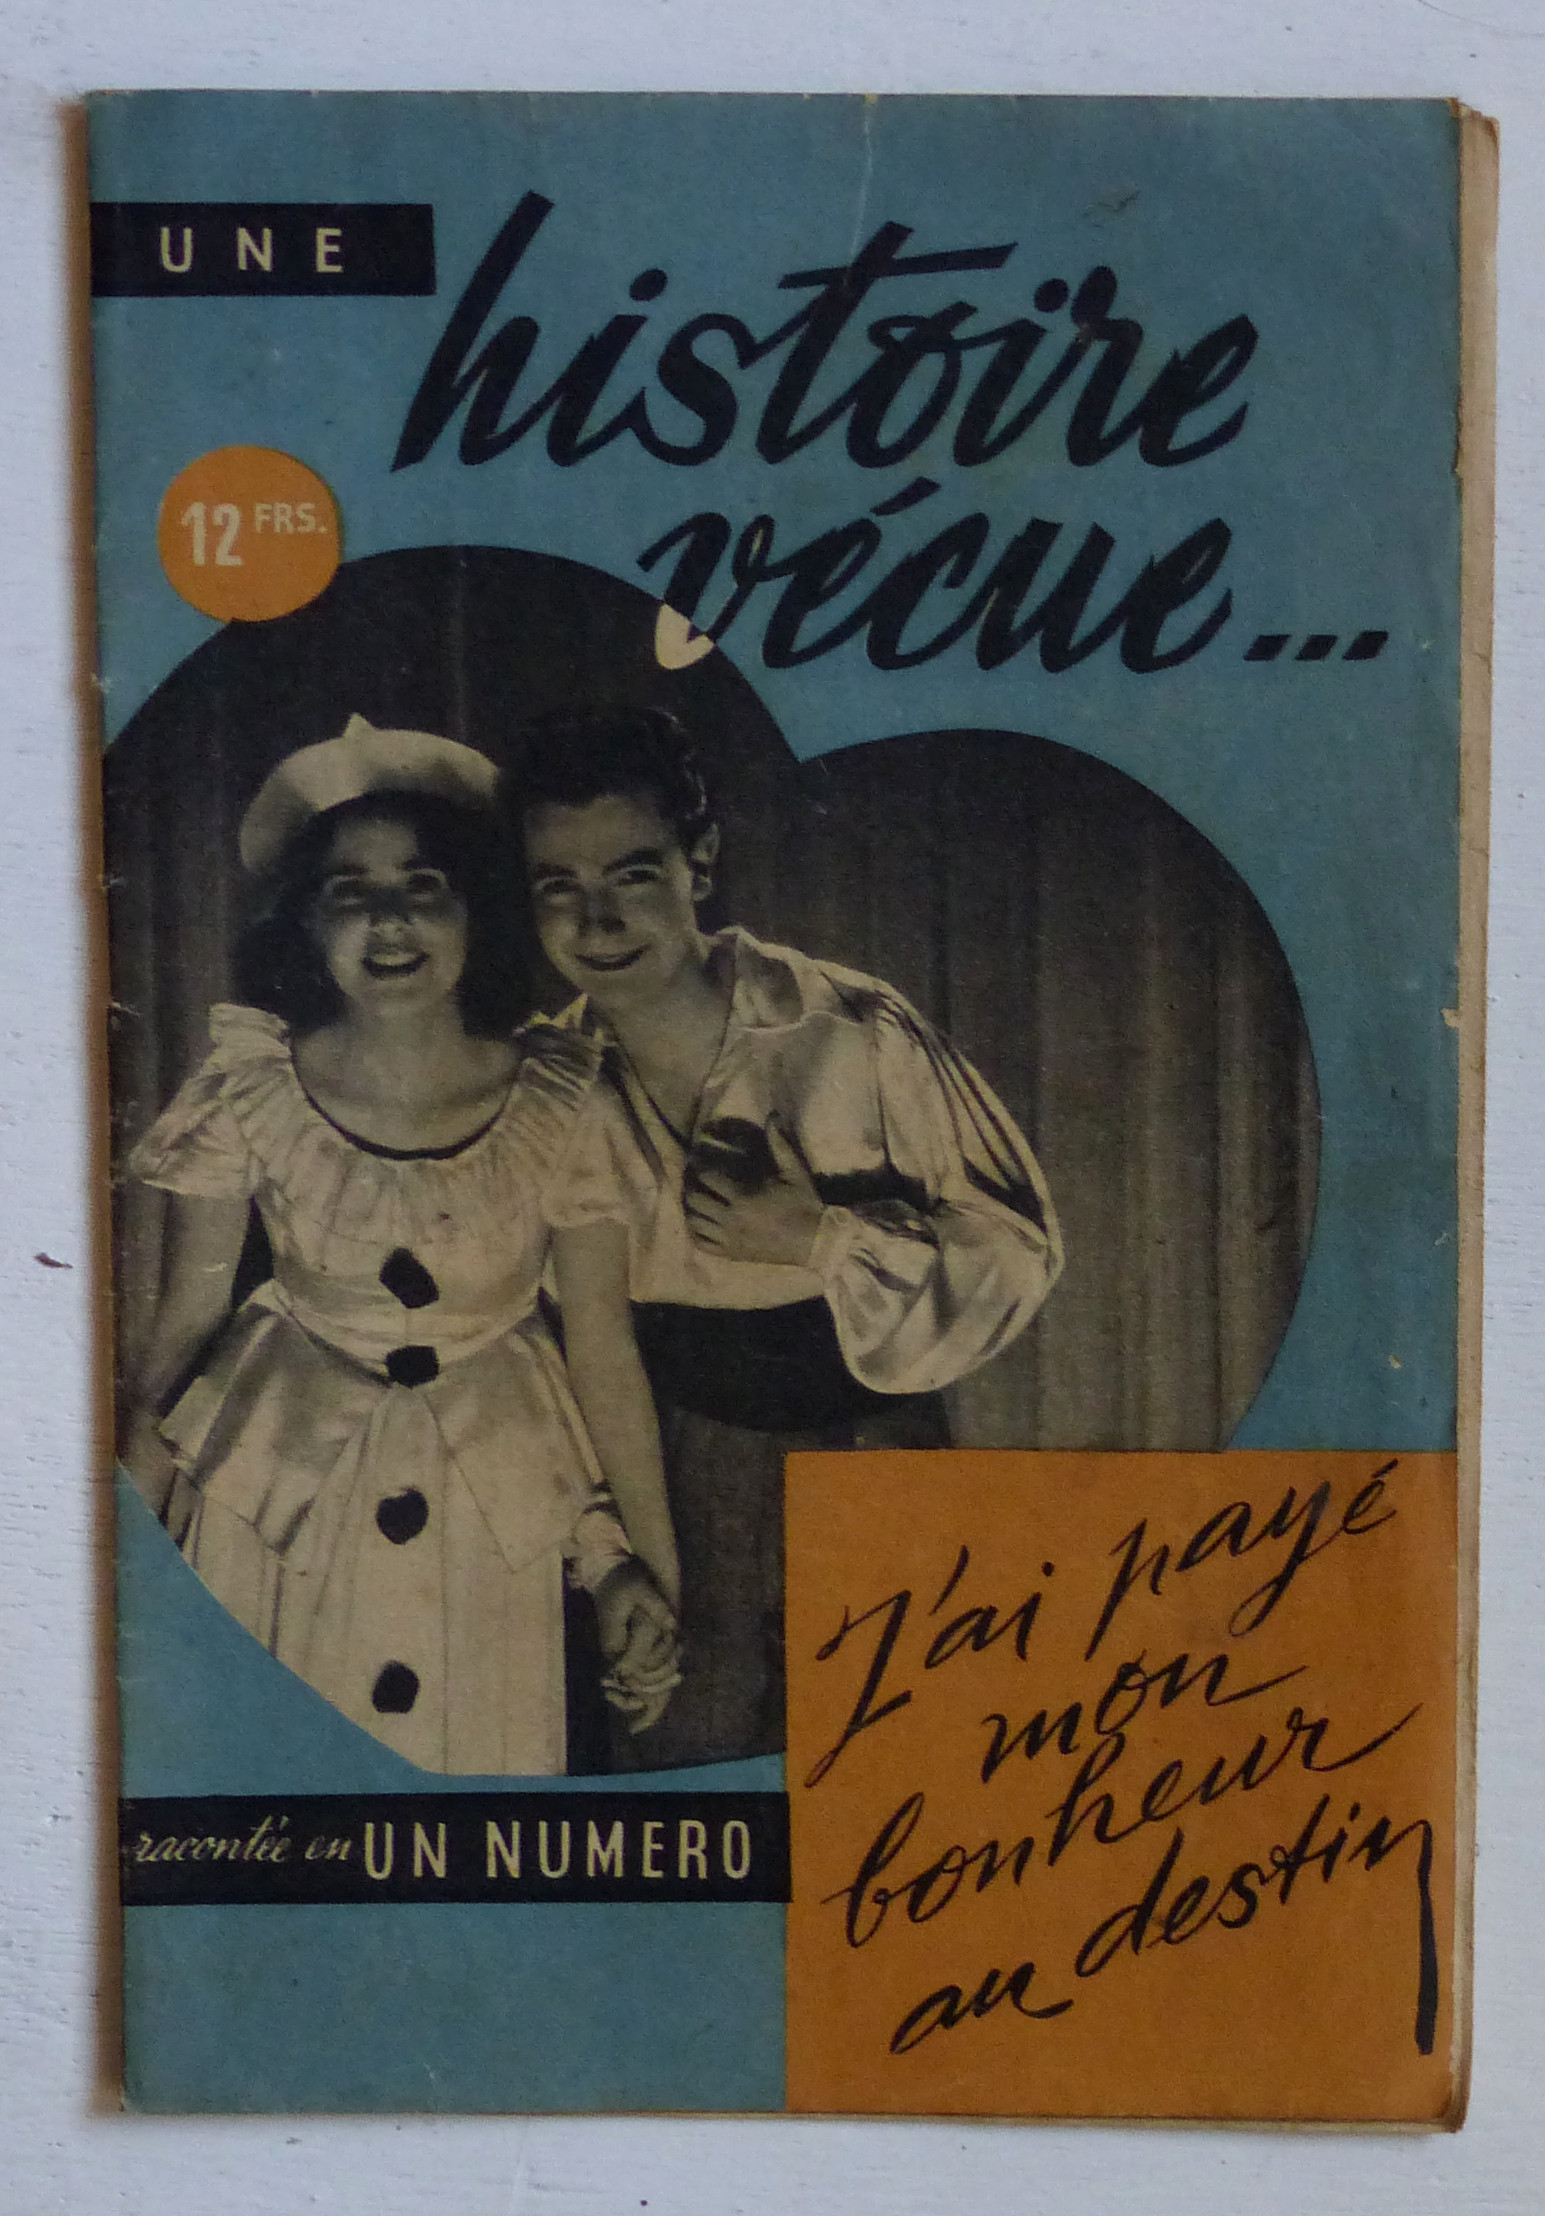 UNE
histoire
vécue...
12 FRS.
J'ai payé
mon
bonheur
au destin
racontée en UN NUMERO